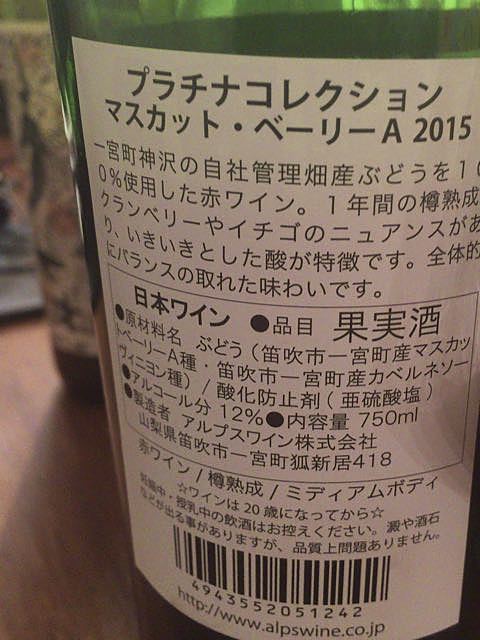 プラチナコレクション
マスカット・ベーリーA 2015
一宮町神沢の自社管理畑産ぶどうを10
0%使用した赤ワイン。1年間の樽熟成
クランベリーやイチゴのニュアンスがあ
り、いきいきとした酸が特徴です。全体的
にバランスの取れた味わいです。
日本ワイン ●品目 果実酒
●原材料名 ぶどう(笛吹市一宮町産マスカッ
トベーリーA種・笛吹市一宮町産カベルネソー
ヴィニヨン種)/酸化防止剤(亜硫酸塩)
●アルコール分 12%●内容量 750ml
●製造者 アルプスワイン株式会社
山梨県笛吹市一宮町狐新居418
赤ワイン/樽熟成/ミディアムボディ
☆ワインは20歳になってから☆
妊娠中・授乳中の飲酒はお控えください。澱や酒石
などが出る事がありますが、品質上問題ありません。
4943552051242
http://www.alpswine.co.jp